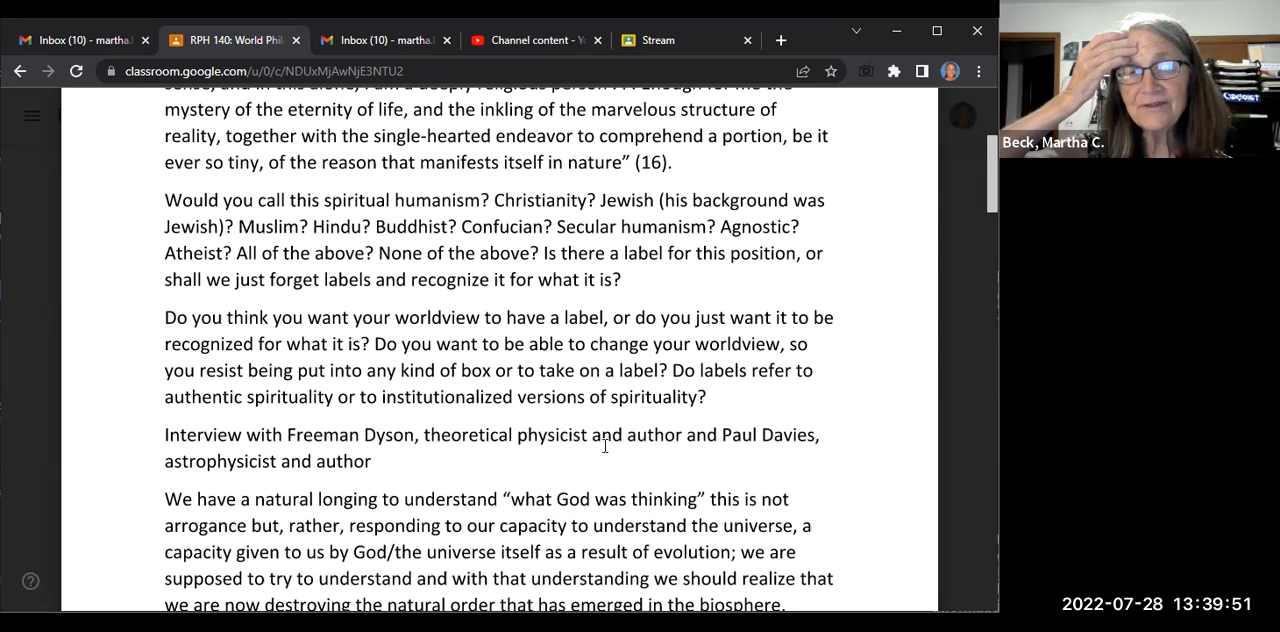 Inbox (10) - martha.
RPH 140: World Phi
Inbox (10) - martha.
Channel content - Y
Stream
classroom.google.com/u/0/c/NDUxMjAwNjE3NTU2
mystery of the eternity of life, and the inkling of the marvelous structure of
reality, together with thesingle-hearted endeavor to comprehend a portion, be it
ever so tiny, of the reason that manifests itself in nature” (16).
Would you call this spiritual humanism? Christianity? Jewish (his background was
Jewish)? Muslim? Hindu? Buddhist? Confucian? Secular humanism? Agnostic?
Atheist? All of the above? None of the above? Is there a label for this position, or
shall we just forget labels and recognize it for what it is?
Do you think you want your worldview to have a label, or do you just want it to be
recognized for what it is? Do you want to be able to change your worldview, so
you resist being put into any kind of box or to take on a label? Do labels refer to
authentic spirituality or to institutionalized versions of spirituality?
Interview with Freeman Dyson, theoretical physicist and author and Paul Davies,
astrophysicist and author
We have a natural longing to understand “what God was thinking” this is not
arrogance but, rather, responding to our capacity to understand the universe, a
capacity given to us by God/the universe itself as a result of evolution; we are
supposed to try to understand and with that understanding we should realize that
we are now destroying the natural order that has emerged in the biosphere.
Beck, Martha C.
2022-07-28 13:39:51